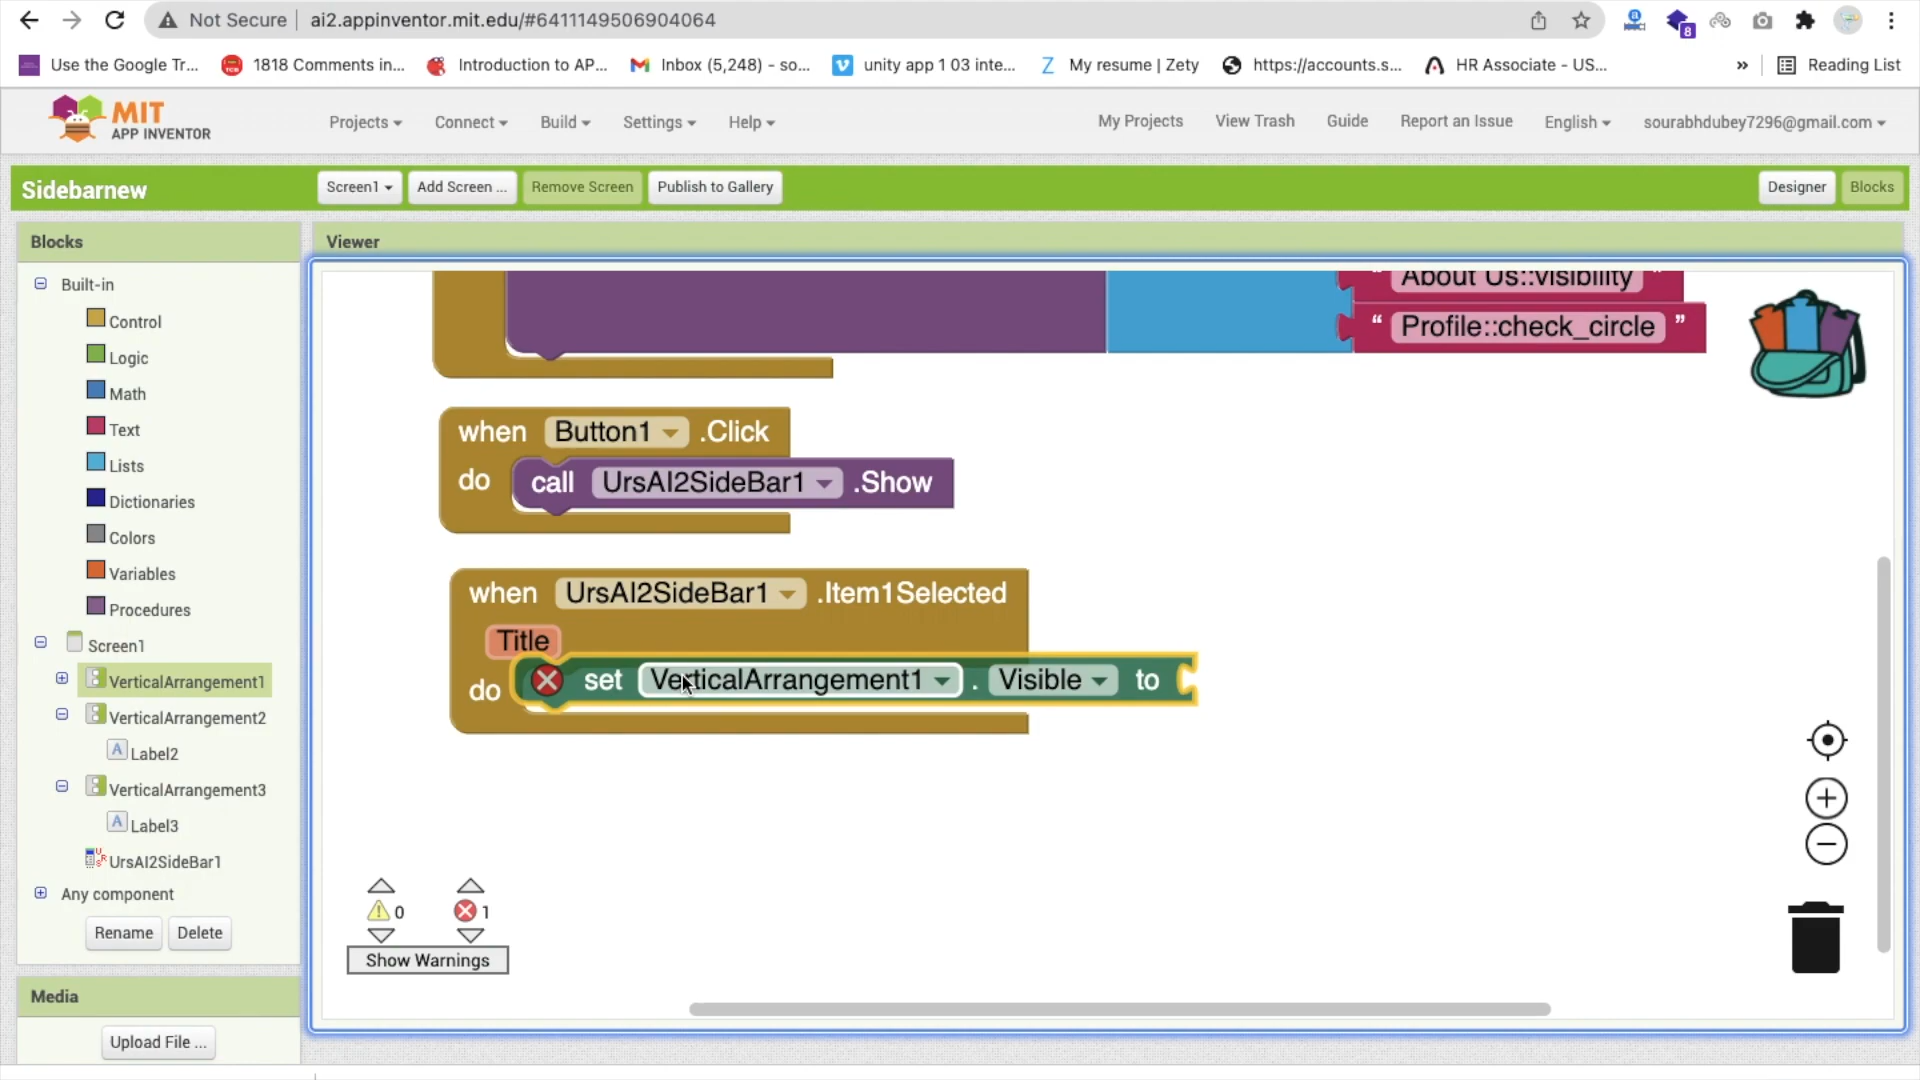 Not Secure | ai2.appinventor.mit.edu/#6411149506904064
8
Use the Google Tr... 1818 Comments in... Introduction to AP... Inbox (5,248) - so... unity app 1 03 inte... My resume | Zety https://accounts.s... HR Associate - US... » Reading List
MIT
APP INVENTOR
Projects Connect Build Settings Help My Projects View Trash Guide Report an Issue English sourabhdubey7296@gmail.com
Sidebarnew Screen1 Add Screen ... Remove Screen Publish to Gallery Designer Blocks
Blocks Viewer
Built-in
Control
Logic
Math
Text
Lists
Dictionaries
Colors
Variables
Procedures
Screen1
VerticalArrangement1
VerticalArrangement2
A Label2
VerticalArrangement3
A Label3
UrsAI2SideBar1
Any component
Rename Delete
Media
Upload File ...
“ About Us::visibility ”
“ Profile::check_circle ”
when Button1 .Click
do call UrsAI2SideBar1 .Show
when UrsAI2SideBar1 .Item1Selected
Title
do set VerticalArrangement1 . Visible to
0 1
Show Warnings